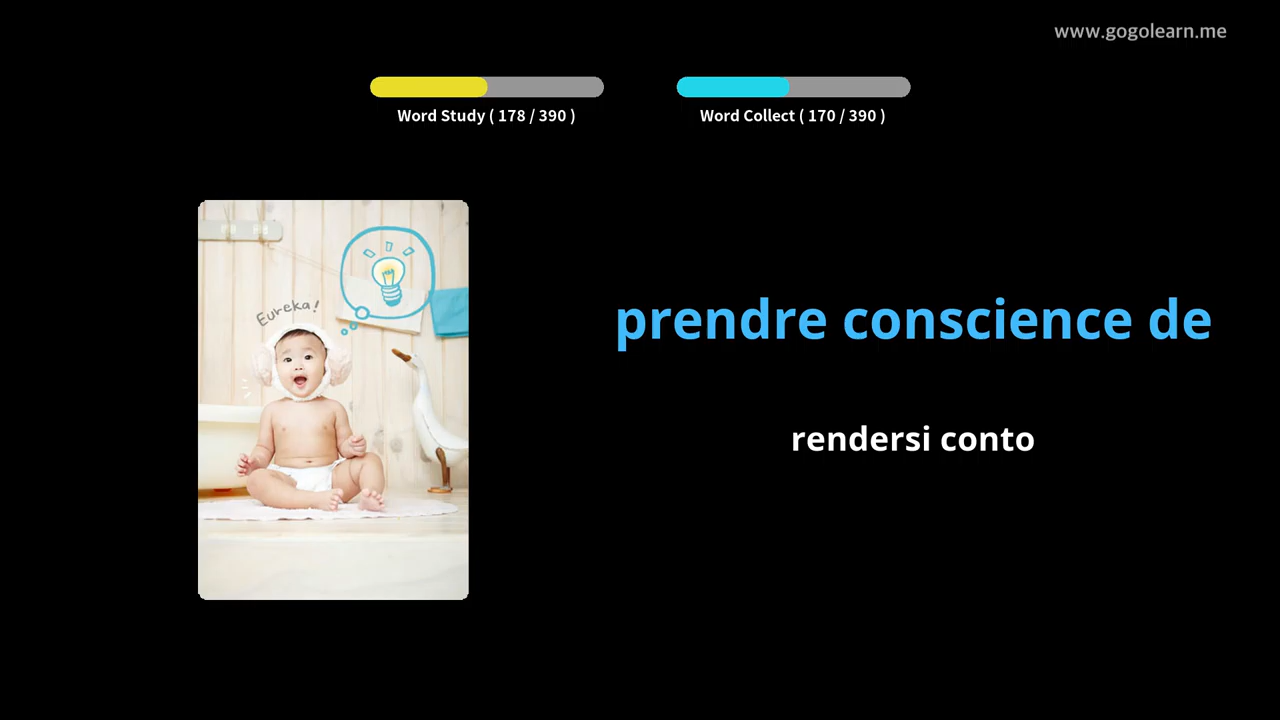 www.gogolearn.me
Word Study ( 178 / 390 )
Word Collect ( 170 / 390 )
Eureka!
prendre conscience de
rendersi conto